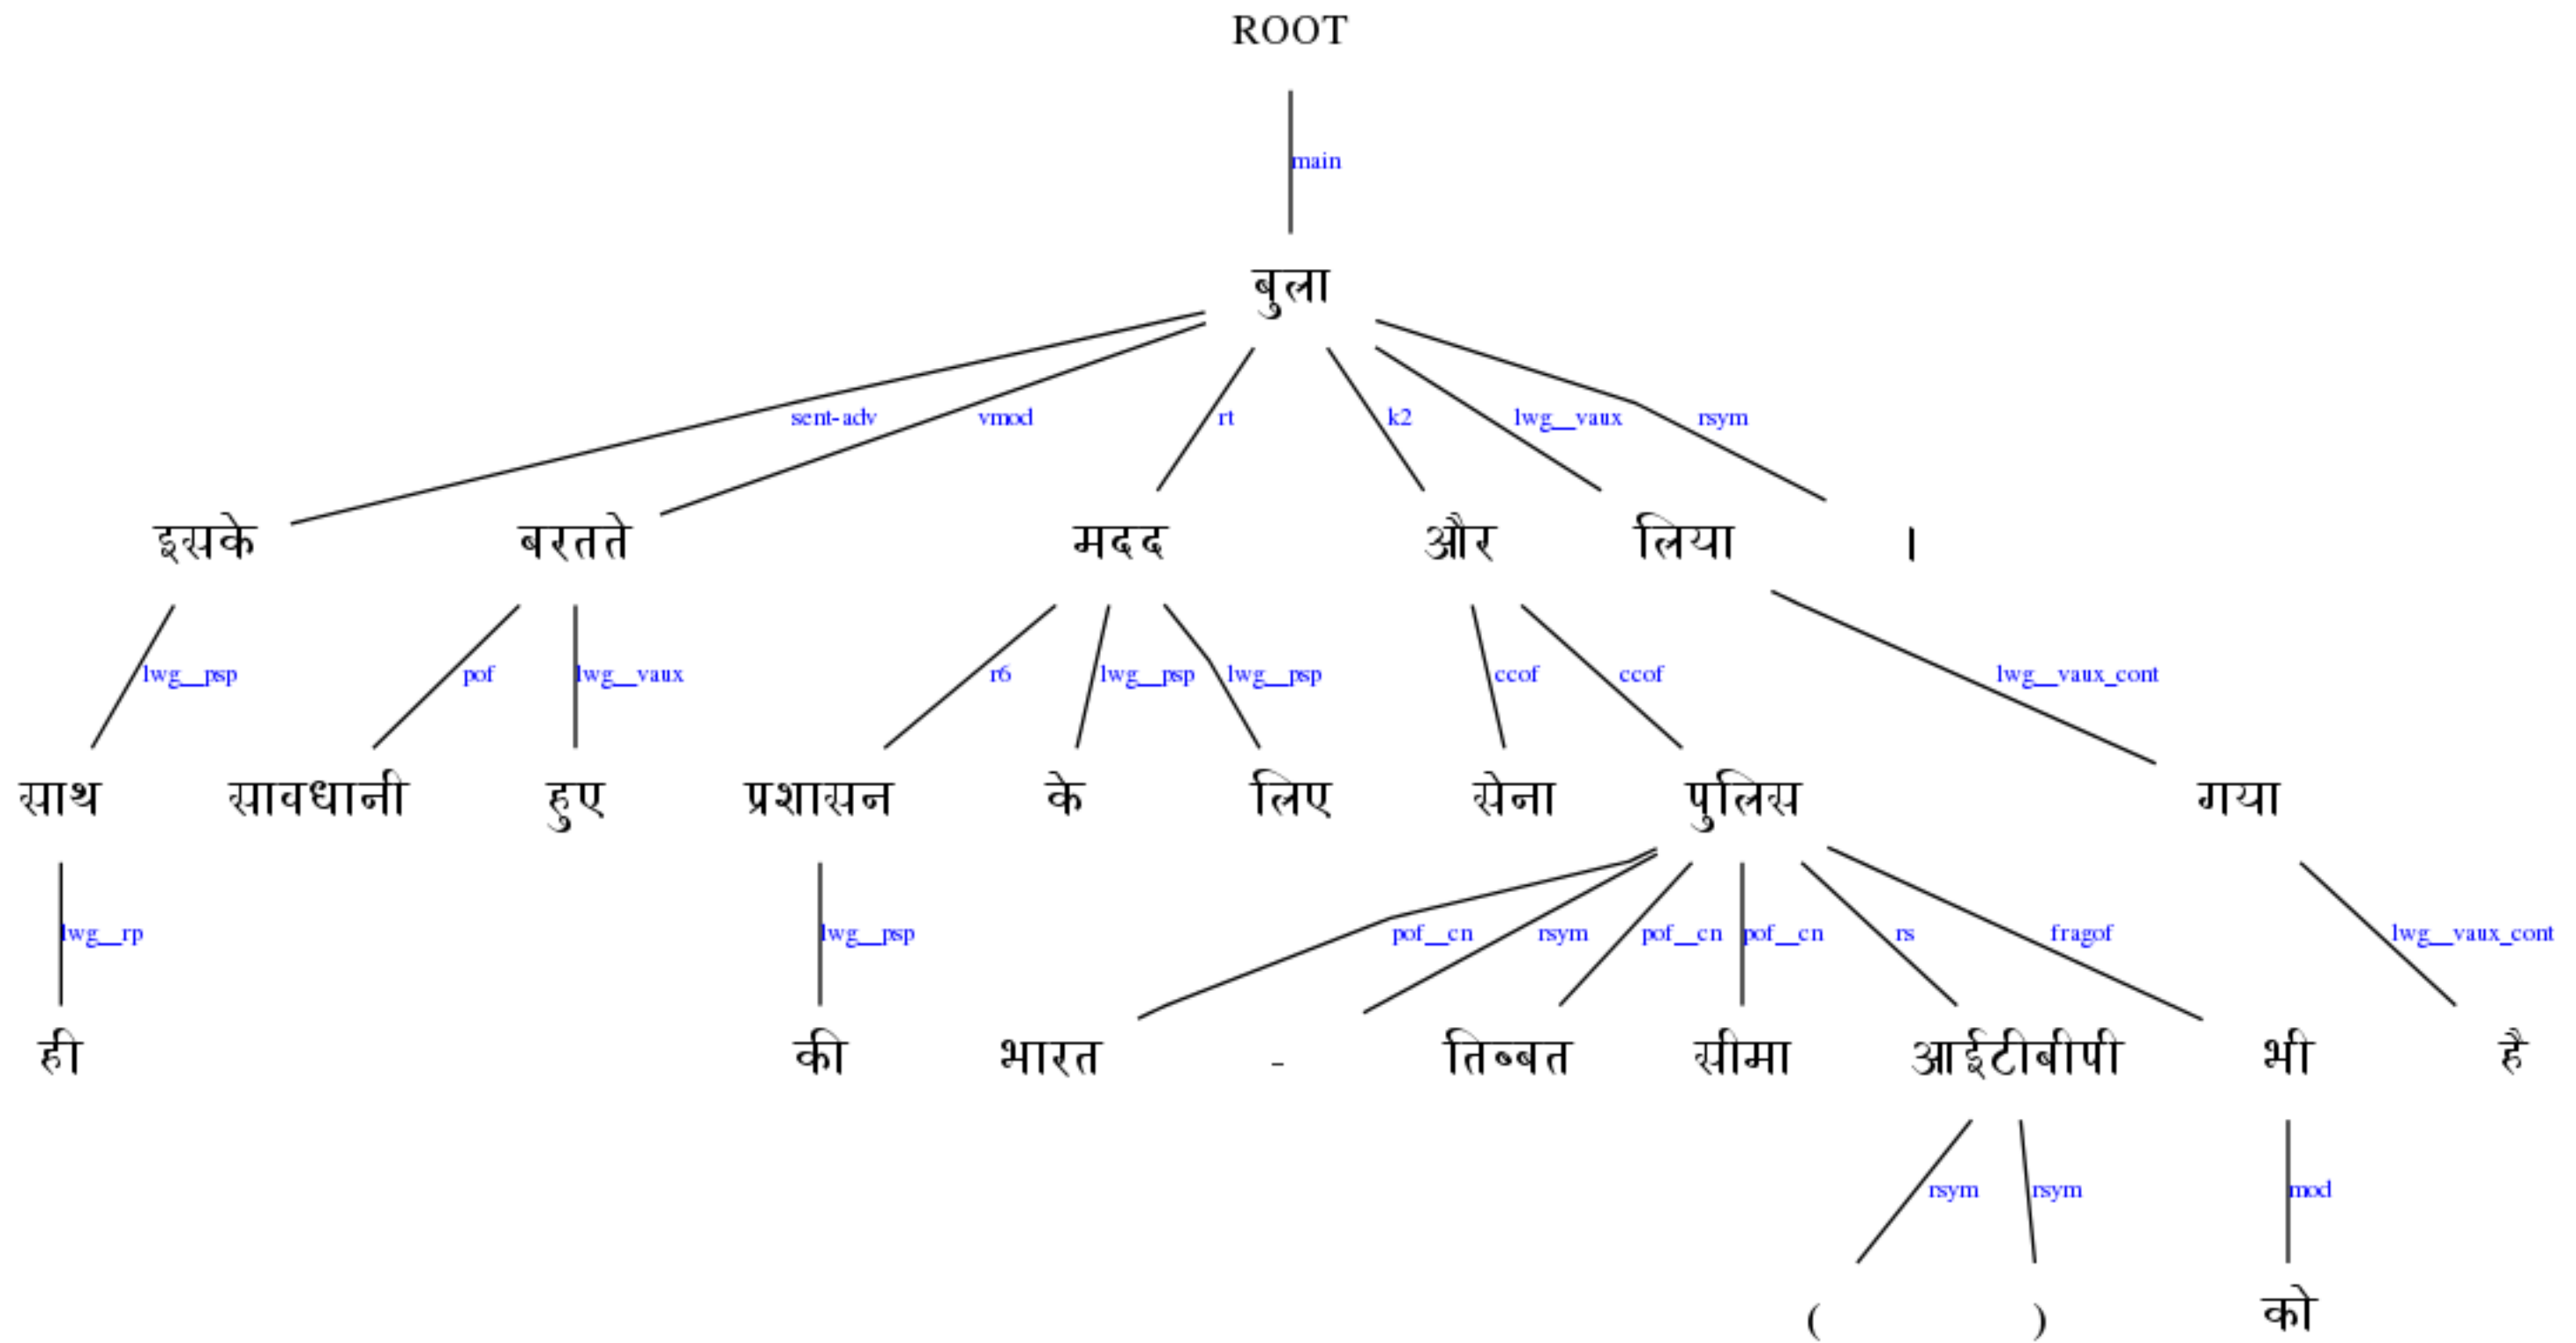 ROOT
main
बुला
sent-adv vmod rt k2 lwg__vaux rsym
इसके बरतते मदद और लिया ।
lwg__psp pof lwg__vaux r6 lwg__psp lwg__psp ccof ccof lwg__vaux_cont
साथ सावधानी हुए प्रशासन के लिए सेना पुलिस गया
lwg__rp lwg__psp pof__cn rsym pof__cn pof__cn rs fragof lwg__vaux_cont
ही की भारत - तिब्बत सीमा आईटीबीपी भी है
rsym rsym mod
( ) को